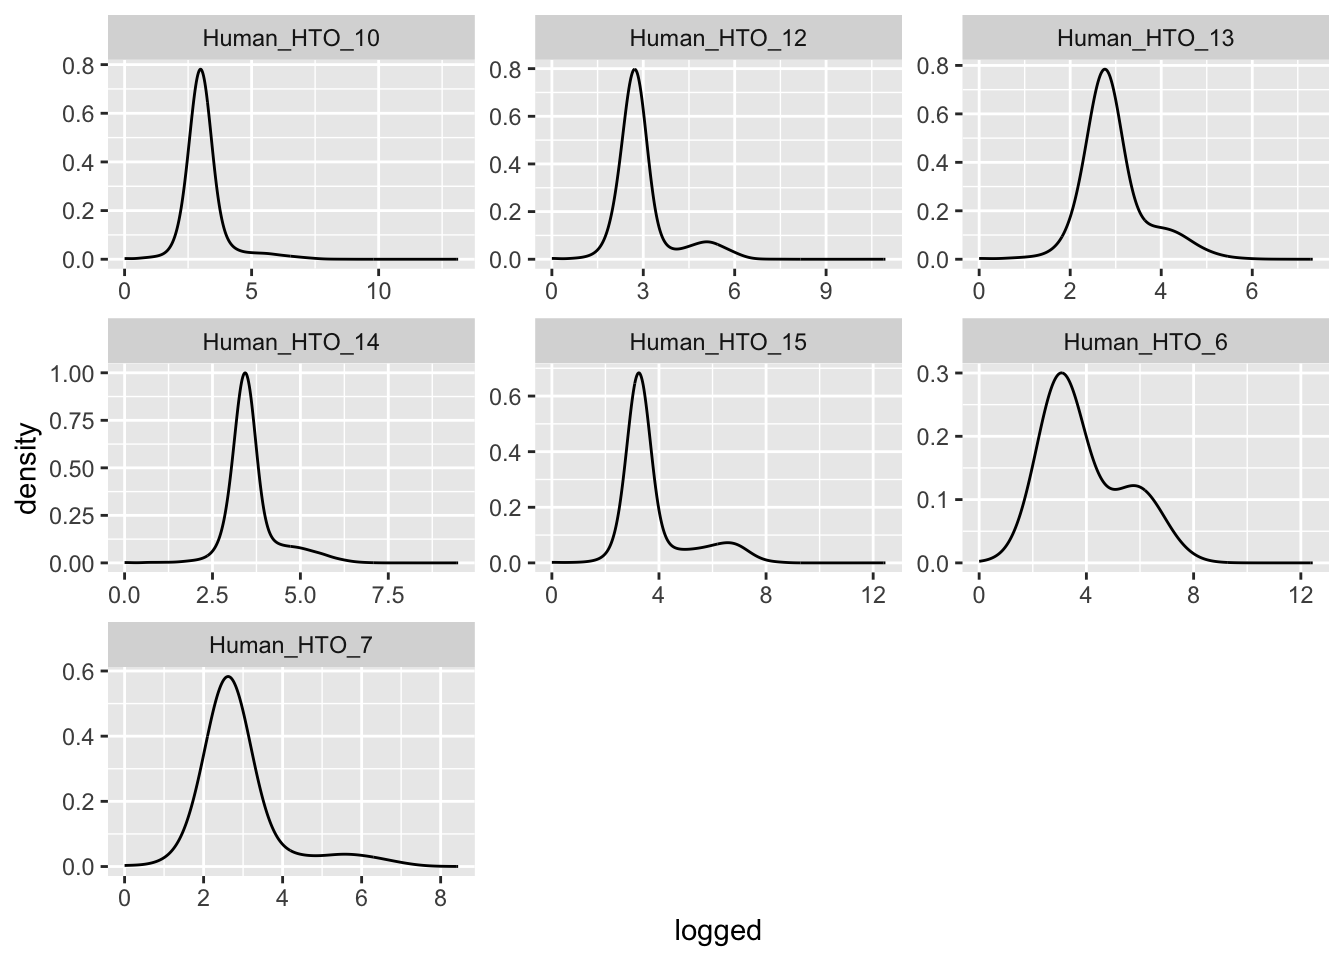 Human_HTO_10 Human_HTO_12 Human_HTO_13
0.8 0.8 0.8
0.6 0.6 0.6
0.4 0.4 0.4
0.2 0.2 0.2
0.0 0.0 0.0
0 5 10 0 3 6 9 0 2 4 6
Human_HTO_14 Human_HTO_15 Human_HTO_6
1.00 0.6 0.3
0.75 0.4 0.2
0.50 0.2 0.1
0.25 0.0 0.0
0.00
0.0 2.5 5.0 7.5 0 4 8 12 0 4 8 12
density
Human_HTO_7
0.6
0.4
0.2
0.0
0 2 4 6 8
logged